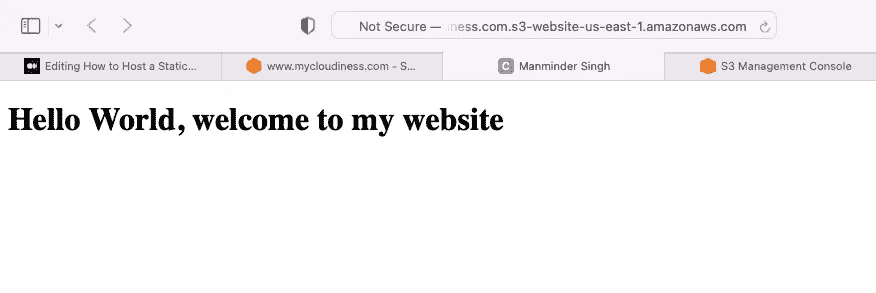 Not Secure — ness.com.s3-website-us-east-1.amazonaws.com
Editing How to Host a Static...
www.mycloudiness.com - S...
C Manminder Singh
S3 Management Console
Hello World, welcome to my website